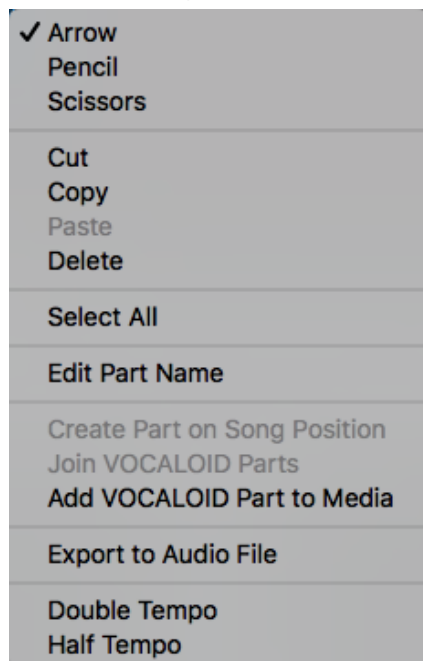 Arrow
Pencil
Scissors
Cut
Copy
Paste
Delete
Select All
Edit Part Name
Create Part on Song Position
Join VOCALOID Parts
Add VOCALOID Part to Media
Export to Audio File
Double Tempo
Half Tempo